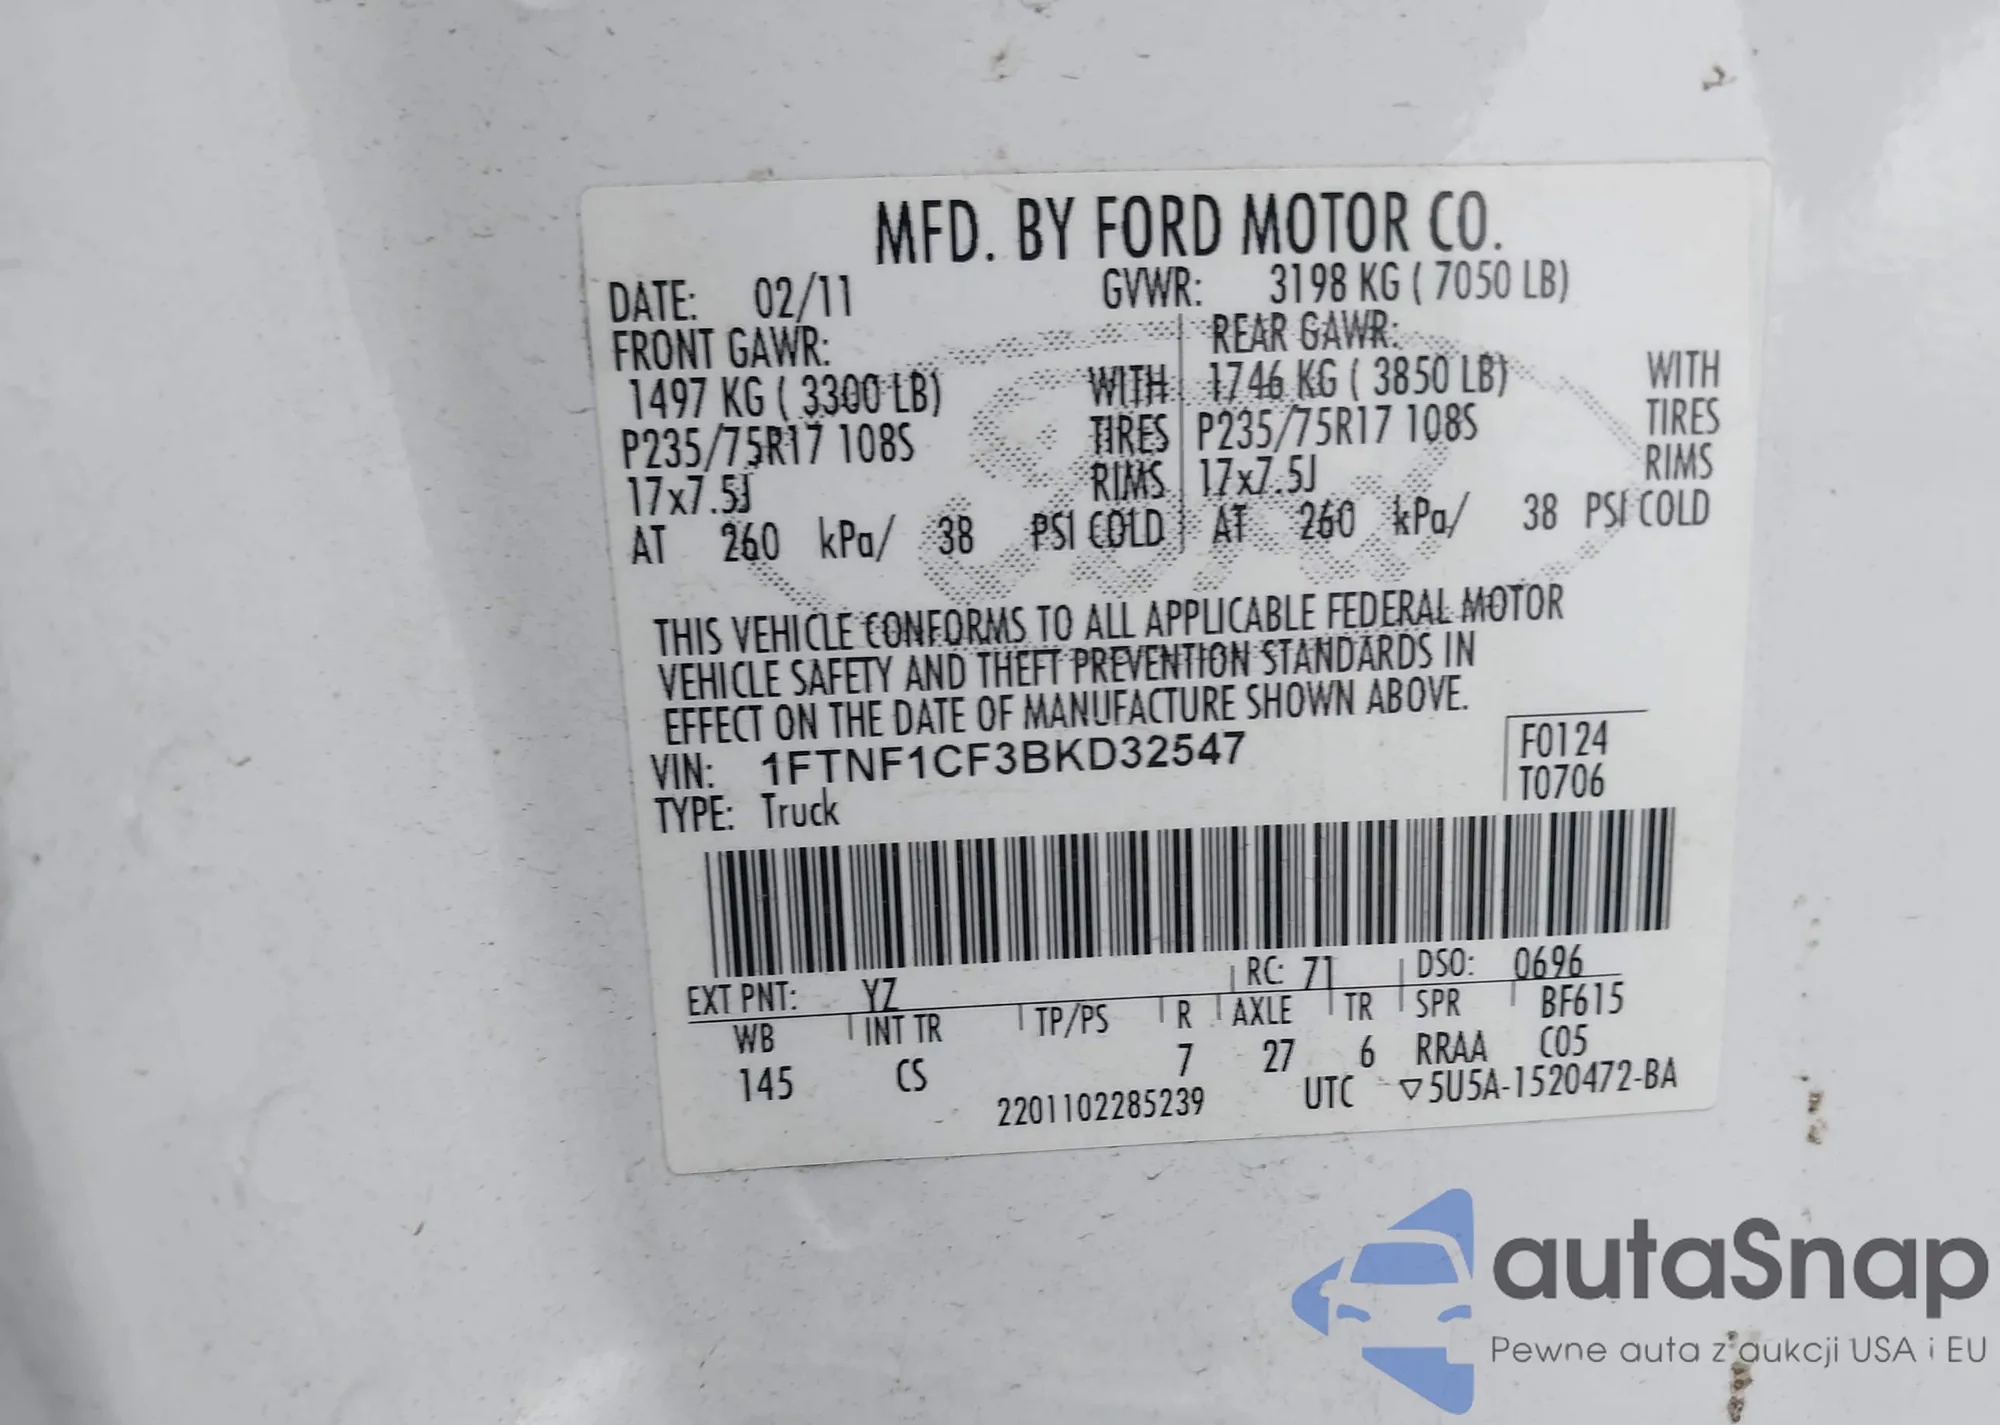 MFD. BY FORD MOTOR CO.
DATE: 02/11 GVWR: 3198 KG ( 7050 LB)
FRONT GAWR: REAR GAWR:
1497 KG ( 3300 LB) WITH 1746 KG ( 3850 LB) WITH
P235/75R17 108S TIRES P235/75R17 108S TIRES
17x7.5J RIMS 17x7.5J RIMS
AT 260 kPa/ 38 PSI COLD AT 260 kPa/ 38 PSI COLD
THIS VEHICLE CONFORMS TO ALL APPLICABLE FEDERAL MOTOR
VEHICLE SAFETY AND THEFT PREVENTION STANDARDS IN
EFFECT ON THE DATE OF MANUFACTURE SHOWN ABOVE.
VIN: 1FTNF1CF3BKD32547 F0124
TYPE: Truck T0706
EXT PNT: YZ RC: 71 DSO: 0696
WB INT TR TP/PS R AXLE TR SPR BF615
145 CS 7 27 6 RRAA C05
2201102285239 UTC ▽5U5A-1520472-BA
autaSnap
Pewne auta z aukcji USA i EU